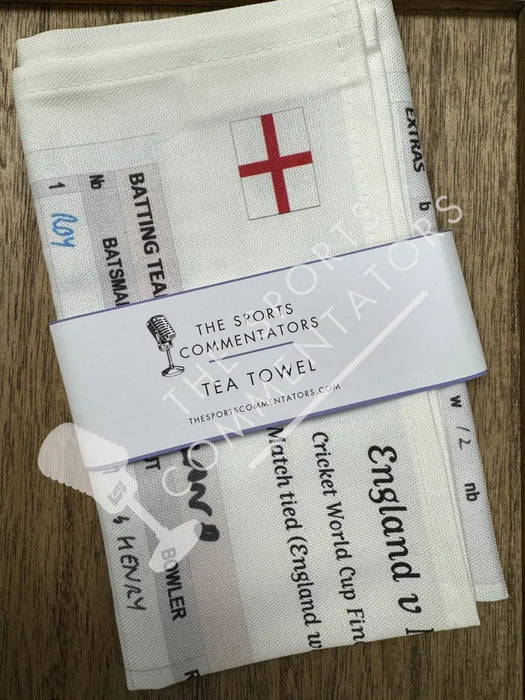 THE SPORTS
COMMENTATORS
TEA TOWEL
THESPORTSCOMMENTATORS.COM
England v
Cricket World Cup Fin
Match tied (England w
BATTING TEA
No BATSMA
1 ROY
BOWLER
HENRY
EXTRAS b
w 12 nb
THE SPORTS
COMMENTATORS